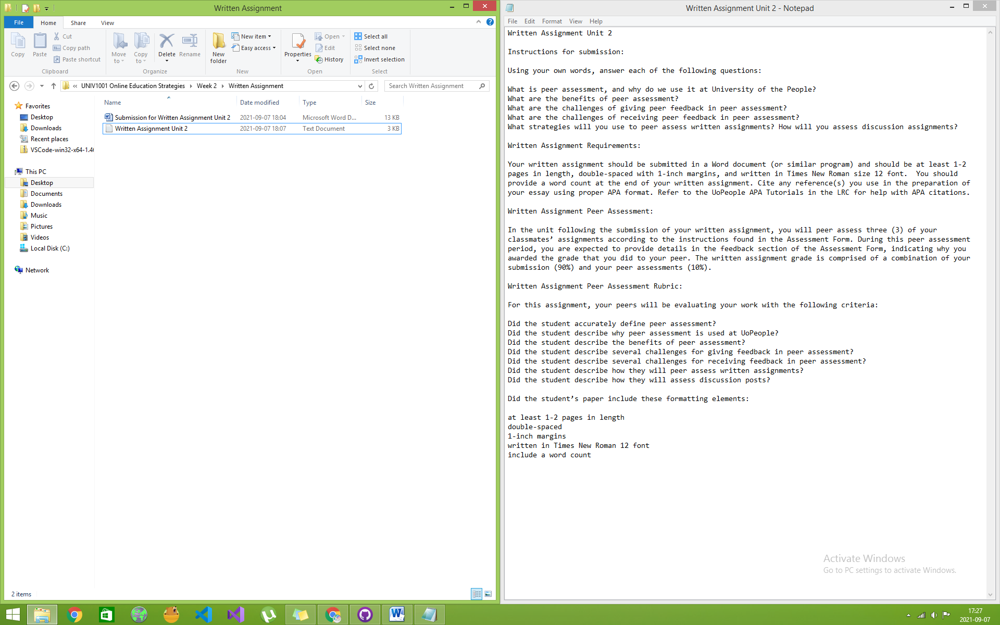 Written Assignment
File
Home
Share
View
Copy
Paste
Cut
Copy path
Paste shortcut
Clipboard
Move to
Copy to
Delete
Rename
Organize
New folder
New item
Easy access
New
Properties
Open
Edit
History
Open
Select all
Select none
Invert selection
Select
« UNIV1001 Online Education Strategies
Week 2
Written Assignment
Search Written Assignment
Name
Date modified
Type
Size
Submission for Written Assignment Unit 2 2021-09-07 18:04 Microsoft Word D... 13 KB
Written Assignment Unit 2 2021-09-07 18:07 Text Document 3 KB
Favorites
Desktop
Downloads
Recent places
VSCode-win32-x64-1.4
This PC
Desktop
Documents
Downloads
Music
Pictures
Videos
Local Disk (C:)
Network
2 items
Written Assignment Unit 2 - Notepad
File Edit Format View Help
Written Assignment Unit 2
Instructions for submission:
Using your own words, answer each of the following questions:
What is peer assessment, and why do we use it at University of the People?
What are the benefits of peer assessment?
What are the challenges of giving peer feedback in peer assessment?
What are the challenges of receiving peer feedback in peer assessment?
What strategies will you use to peer assess written assignments? How will you assess discussion assignments?
Written Assignment Requirements:
Your written assignment should be submitted in a Word document (or similar program) and should be at least 1-2
pages in length, double-spaced with 1-inch margins, and written in Times New Roman size 12 font.  You should
provide a word count at the end of your written assignment. Cite any reference(s) you use in the preparation of
your essay using proper APA format. Refer to the UoPeople APA Tutorials in the LRC for help with APA citations.
Written Assignment Peer Assessment:
In the unit following the submission of your written assignment, you will peer assess three (3) of your
classmates’ assignments according to the instructions found in the Assessment Form. During this peer assessment
period, you are expected to provide details in the feedback section of the Assessment Form, indicating why you
awarded the grade that you did to your peer. The written assignment grade is comprised of a combination of your
submission (90%) and your peer assessments (10%).
Written Assignment Peer Assessment Rubric:
For this assignment, your peers will be evaluating your work with the following criteria:
Did the student accurately define peer assessment?
Did the student describe why peer assessment is used at UoPeople?
Did the student describe the benefits of peer assessment?
Did the student describe several challenges for giving feedback in peer assessment?
Did the student describe several challenges for receiving feedback in peer assessment?
Did the student describe how they will peer assess written assignments?
Did the student describe how they will assess discussion posts?
Did the student’s paper include these formatting elements:
at least 1-2 pages in length
double-spaced
1-inch margins
written in Times New Roman 12 font
include a word count
Activate Windows
Go to PC settings to activate Windows.
17:27
2021-09-07